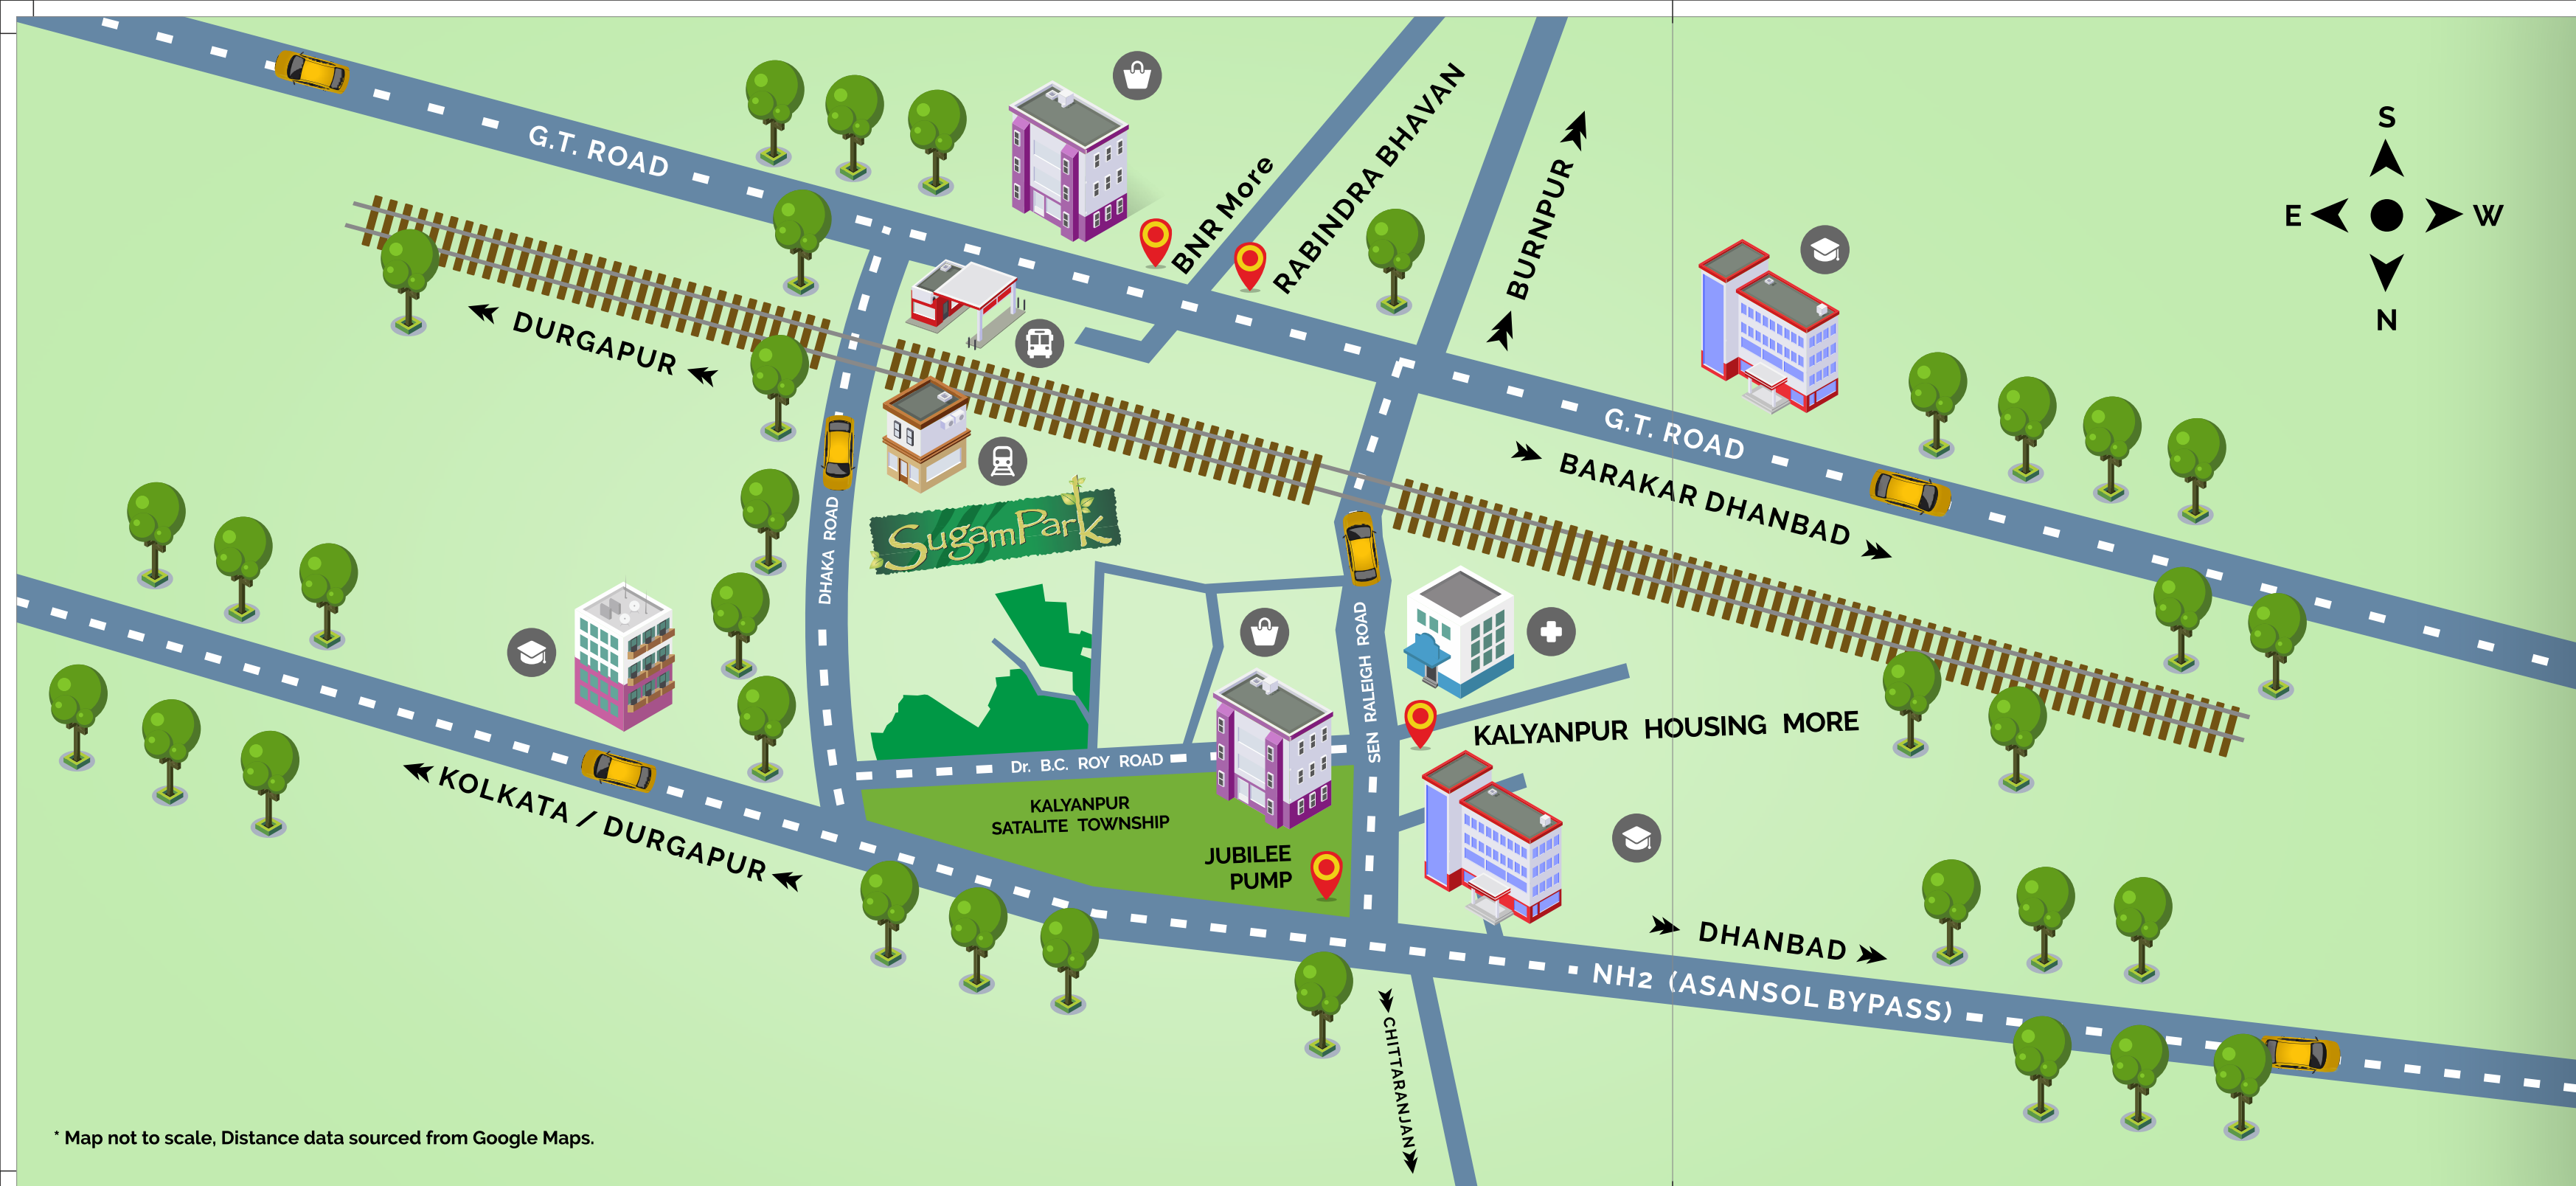 G.T. ROAD
BNR More
RABINDRA BHAVAN
BURNPUR
S
E
W
N
DURGAPUR
G.T. ROAD
BARAKAR DHANBAD
DHAKA ROAD
SugamPark
SEN RALEIGH ROAD
KALYANPUR HOUSING MORE
Dr. B.C. ROY ROAD
KALYANPUR
SATALITE TOWNSHIP
KOLKATA / DURGAPUR
JUBILEE
PUMP
DHANBAD
NH2 (ASANSOL BYPASS)
CHITTARANJAN
* Map not to scale, Distance data sourced from Google Maps.